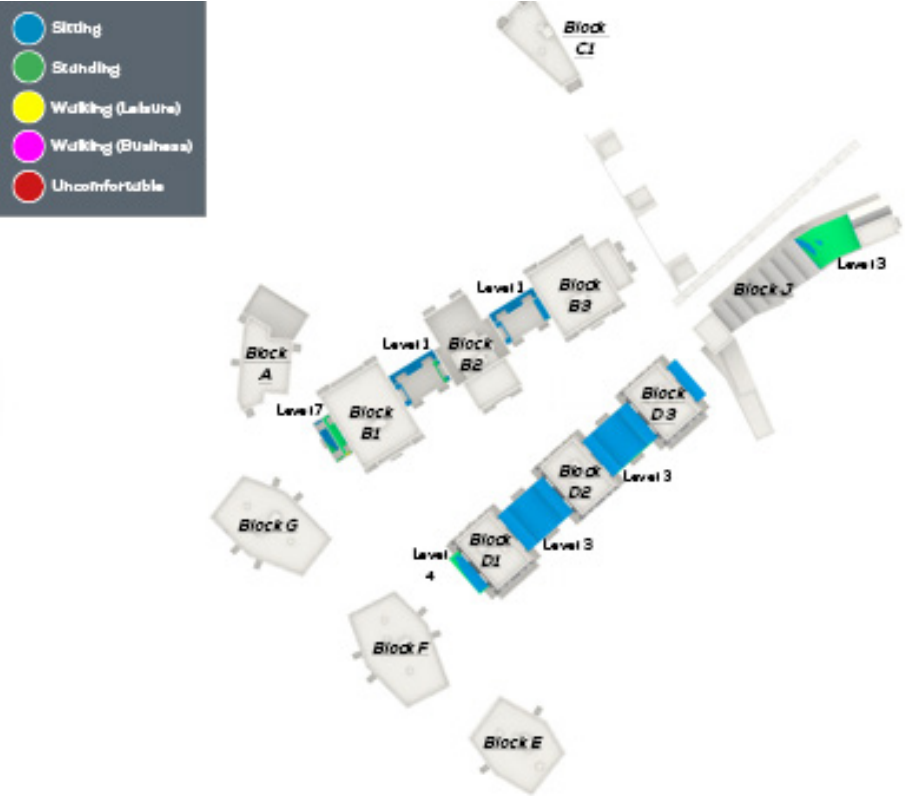 Sitting
Standing
Walking (Leisure)
Walking (Business)
Uncomfortable
Block
C1
Level 3
Block J
Block
B3
Level 1
Block
B2
Level 1
Block
A
Level 7
Block
B1
Block
D3
Block
D2
Level 3
Block G
Block
D1
Level 3
Level
4
Block F
Block E